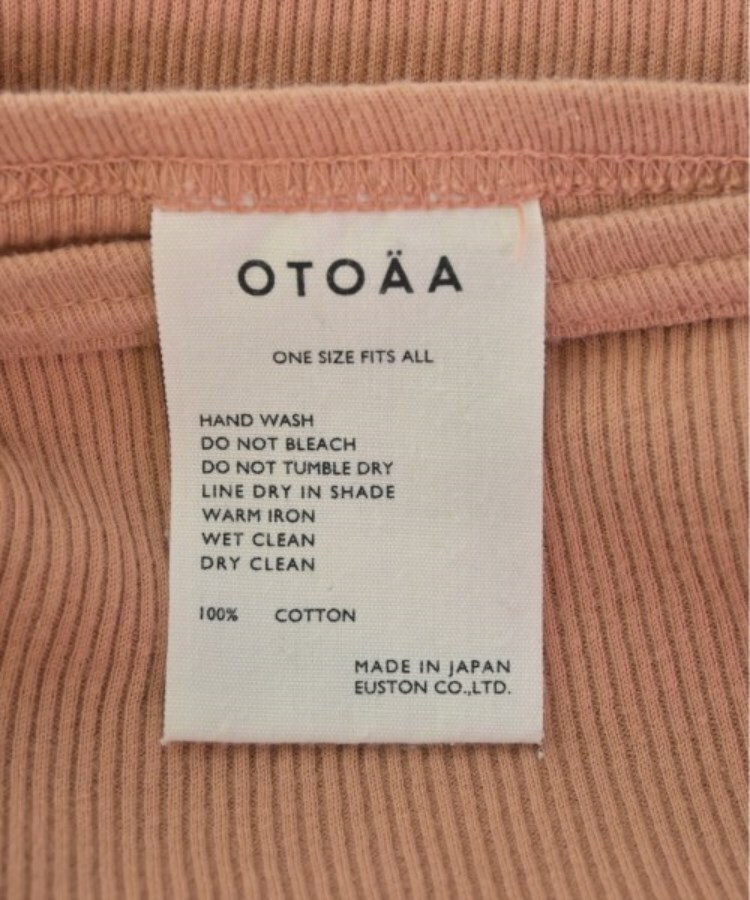 OTOÄA
ONE SIZE FITS ALL
HAND WASH
DO NOT BLEACH
DO NOT TUMBLE DRY
LINE DRY IN SHADE
WARM IRON
WET CLEAN
DRY CLEAN
100% COTTON
MADE IN JAPAN
EUSTON CO.,LTD.